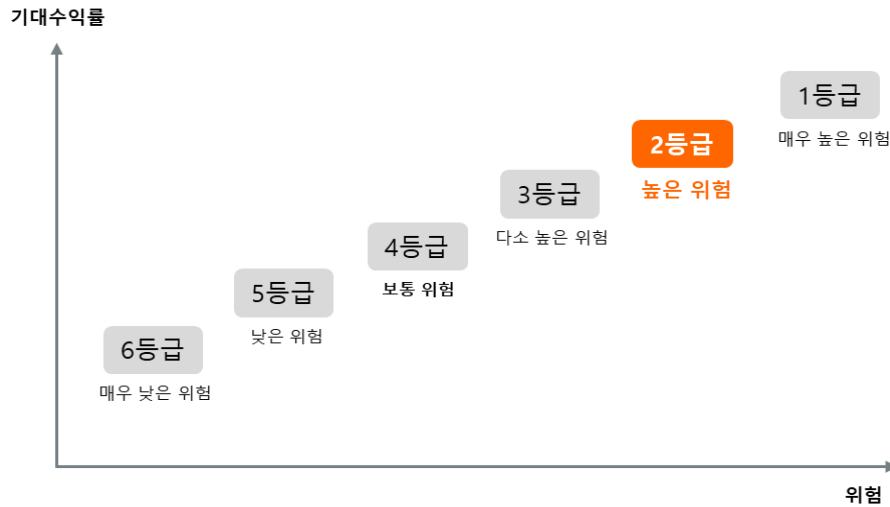 기대수익률
1등급
매우 높은 위험
2등급
높은 위험
3등급
다소 높은 위험
4등급
보통 위험
5등급
낮은 위험
6등급
매우 낮은 위험
위험